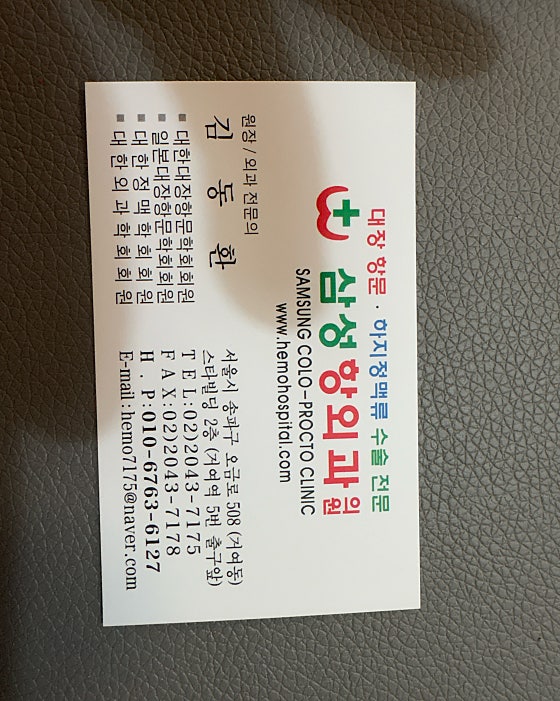 대장 항문 · 하지정맥류 수술 전문
삼성항외과의원
SAMSUNG COLO-PROCTO CLINIC
www.hemohospital.com
원장 / 외과 전문의
김 동 환
■ 대한대장항문학회회원
■ 일본대장항문학회회원
■ 대한정맥학회회원
■ 대한외과학회회원
서울시 송파구 오금로 508 (거여동)
스타빌딩 2층 (거여역 5번 출구앞)
TEL:02)2043-7175
FAX:02)2043-7178
H . P:010-6763-6127
E-mail:hemo7175@naver.com